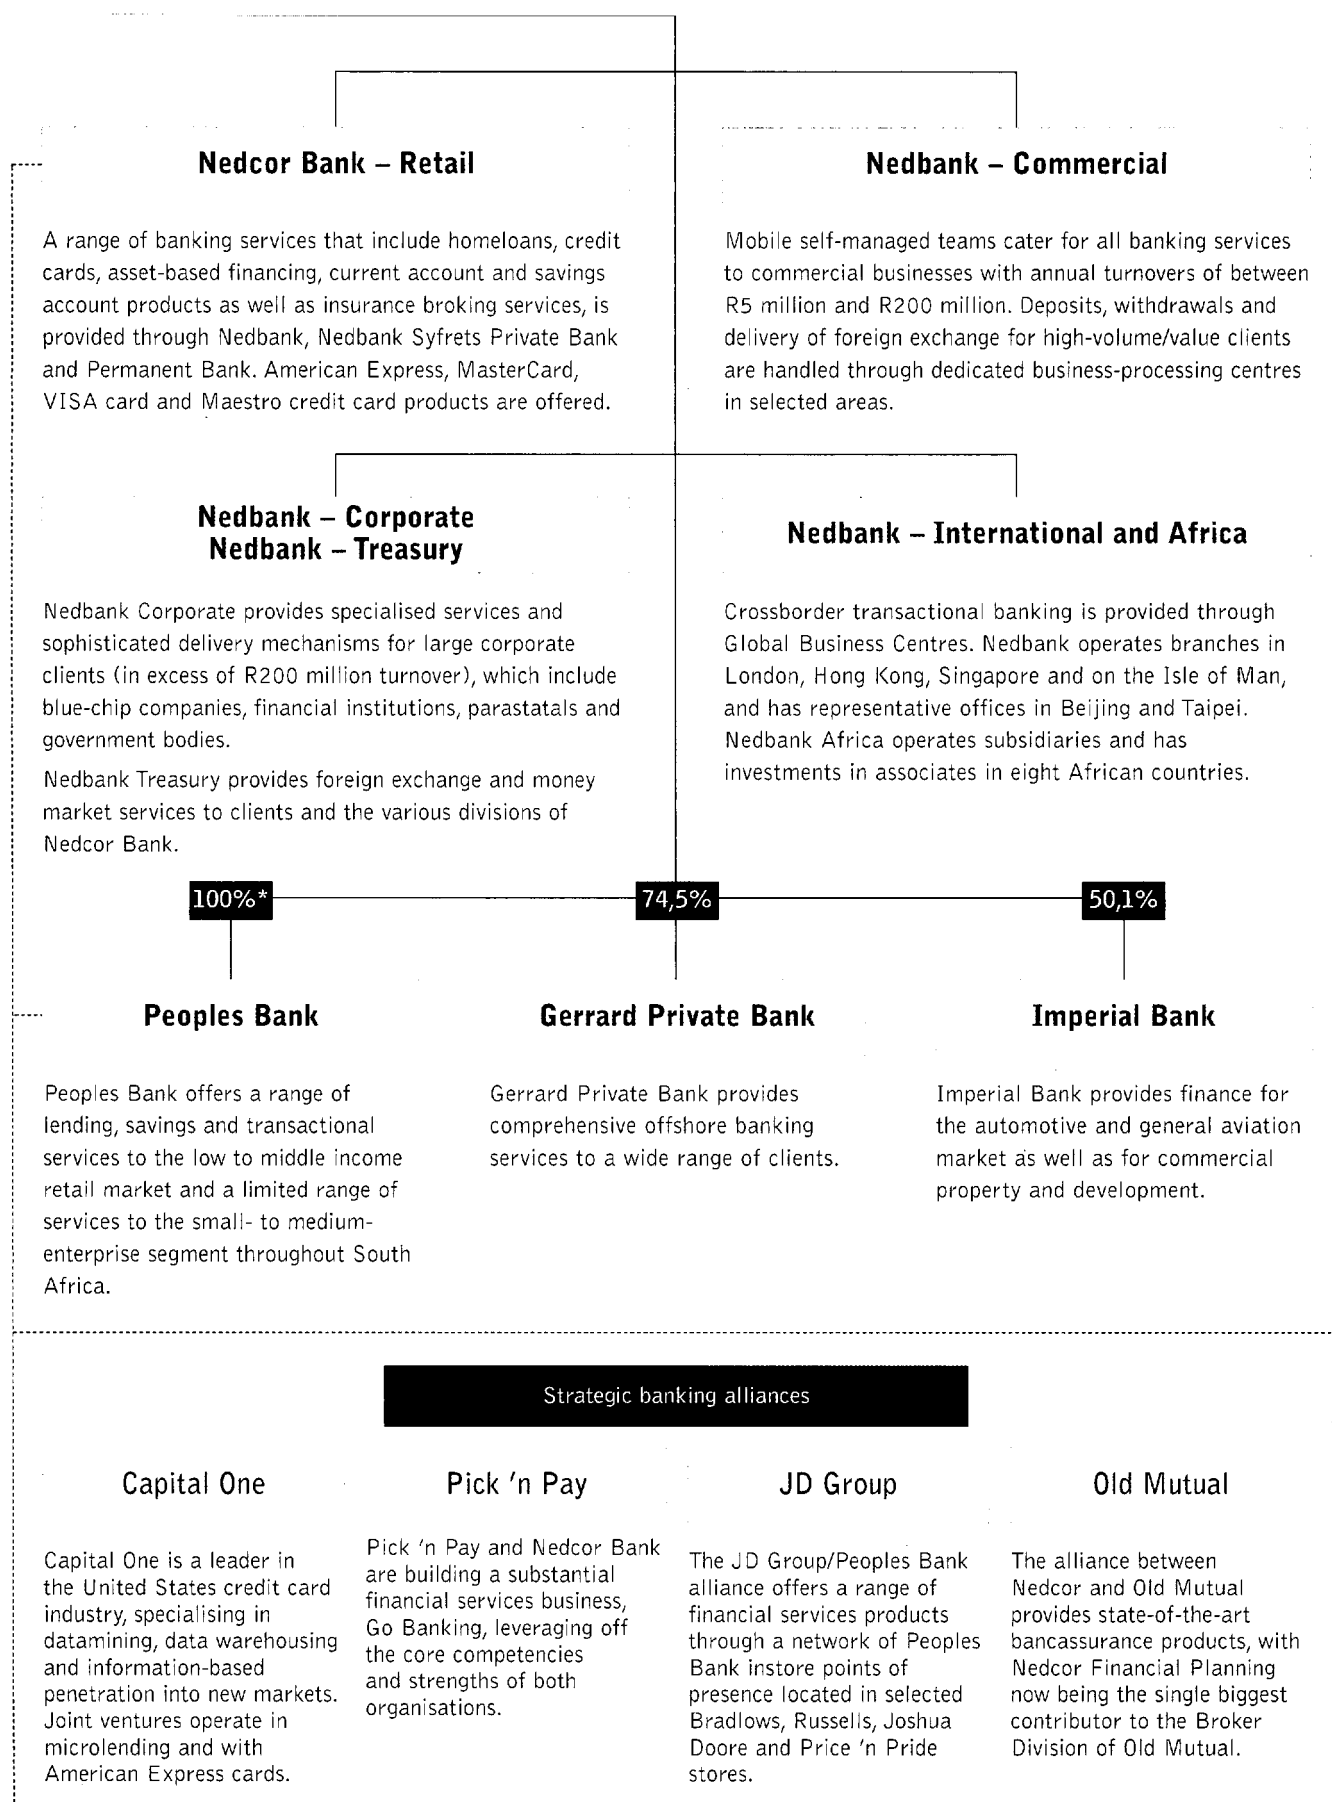 Nedcor Bank – Retail
A range of banking services that include homeloans, credit
cards, asset-based financing, current account and savings
account products as well as insurance broking services, is
provided through Nedbank, Nedbank Syfrets Private Bank
and Permanent Bank. American Express, MasterCard,
VISA card and Maestro credit card products are offered.
Nedbank – Commercial
Mobile self-managed teams cater for all banking services
to commercial businesses with annual turnovers of between
R5 million and R200 million. Deposits, withdrawals and
delivery of foreign exchange for high-volume/value clients
are handled through dedicated business-processing centres
in selected areas.
Nedbank – Corporate
Nedbank – Treasury
Nedbank Corporate provides specialised services and
sophisticated delivery mechanisms for large corporate
clients (in excess of R200 million turnover), which include
blue-chip companies, financial institutions, parastatals and
government bodies.
Nedbank Treasury provides foreign exchange and money
market services to clients and the various divisions of
Nedcor Bank.
Nedbank – International and Africa
Crossborder transactional banking is provided through
Global Business Centres. Nedbank operates branches in
London, Hong Kong, Singapore and on the Isle of Man,
and has representative offices in Beijing and Taipei.
Nedbank Africa operates subsidiaries and has
investments in associates in eight African countries.
100%*
74,5%
50,1%
Peoples Bank
Peoples Bank offers a range of
lending, savings and transactional
services to the low to middle income
retail market and a limited range of
services to the small- to medium-
enterprise segment throughout South
Africa.
Gerrard Private Bank
Gerrard Private Bank provides
comprehensive offshore banking
services to a wide range of clients.
Imperial Bank
Imperial Bank provides finance for
the automotive and general aviation
market as well as for commercial
property and development.
Strategic banking alliances
Capital One
Capital One is a leader in
the United States credit card
industry, specialising in
datamining, data warehousing
and information-based
penetration into new markets.
Joint ventures operate in
microlending and with
American Express cards.
Pick 'n Pay
Pick 'n Pay and Nedcor Bank
are building a substantial
financial services business,
Go Banking, leveraging off
the core competencies
and strengths of both
organisations.
JD Group
The JD Group/Peoples Bank
alliance offers a range of
financial services products
through a network of Peoples
Bank instore points of
presence located in selected
Bradlows, Russells, Joshua
Doore and Price 'n Pride
stores.
Old Mutual
The alliance between
Nedcor and Old Mutual
provides state-of-the-art
bancassurance products, with
Nedcor Financial Planning
now being the single biggest
contributor to the Broker
Division of Old Mutual.